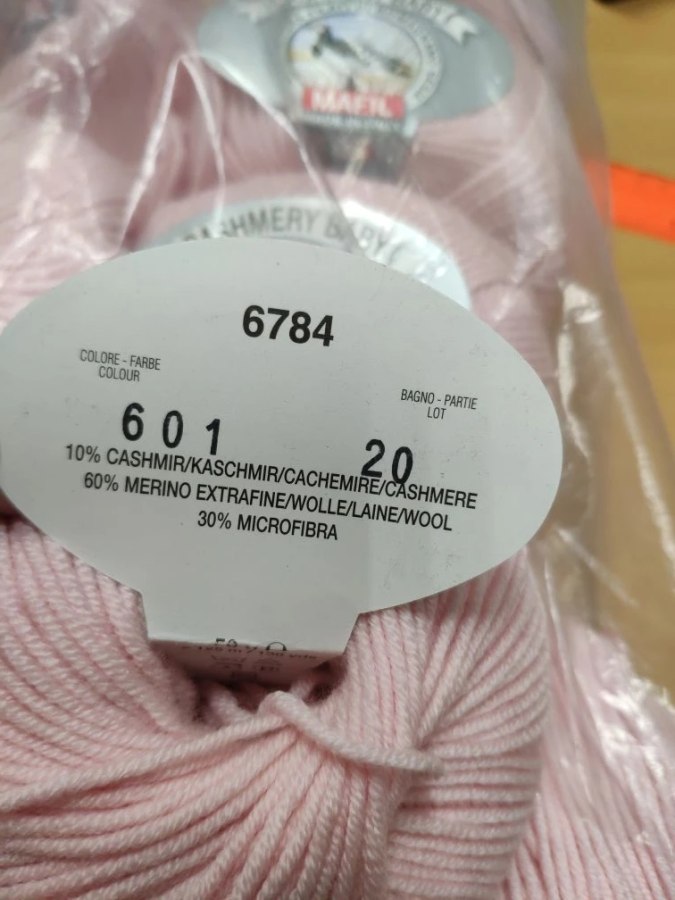 MAFIL
CASHMERY BABY
6784
COLORE - FARBE
COLOUR
BAGNO - PARTIE
LOT
601
20
10% CASHMIR/KASCHMIR/CACHEMIRE/CASHMERE
60% MERINO EXTRAFINE/WOLLE/LAINE/WOOL
30% MICROFIBRA